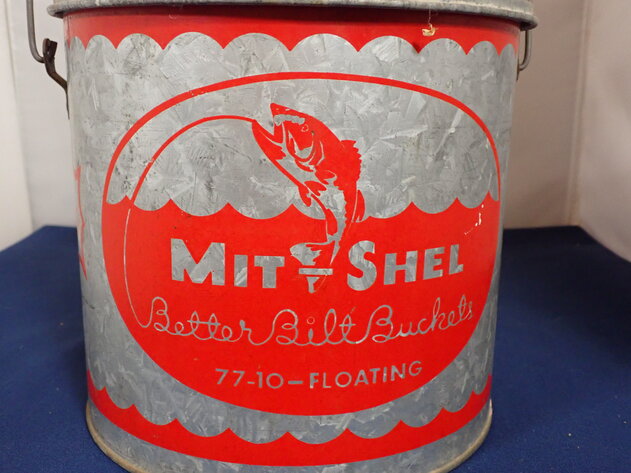 MIT-SHEL
Better Bilt Buckets
77-10-FLOATING